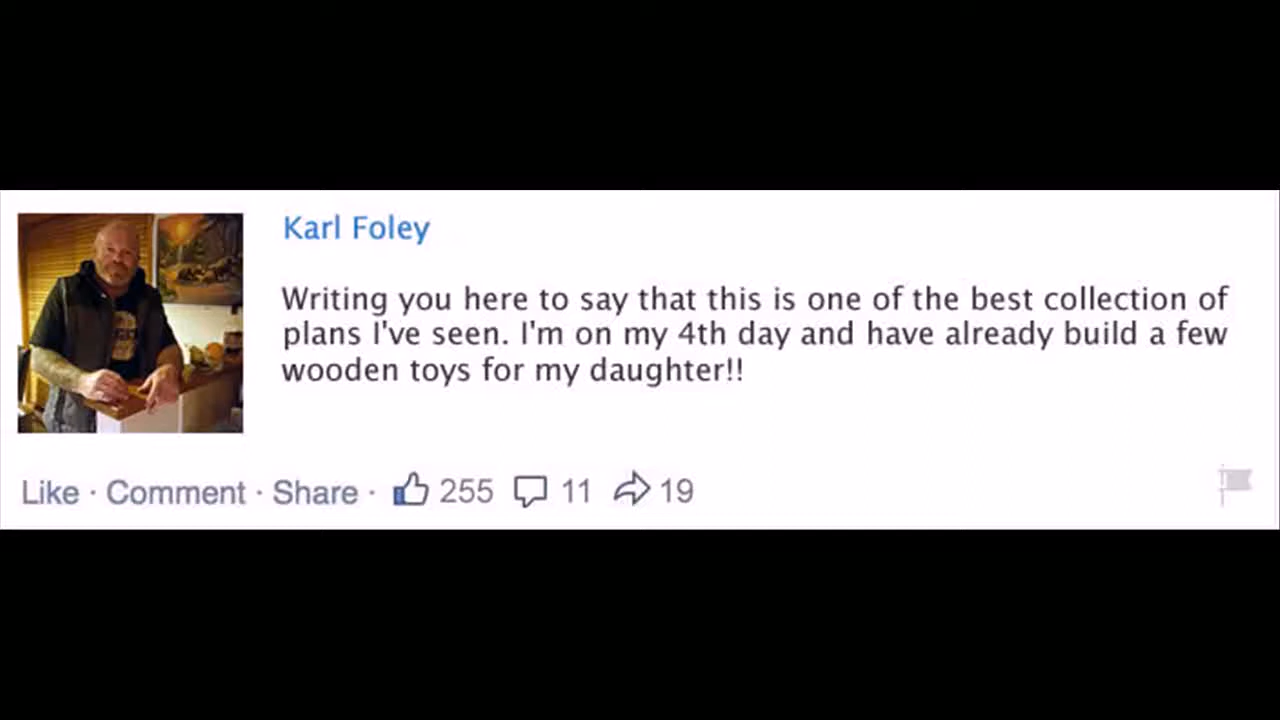 Karl Foley
Writing you here to say that this is one of the best collection of
plans I've seen. I'm on my 4th day and have already build a few
wooden toys for my daughter!!
Like · Comment · Share · 255 11 19